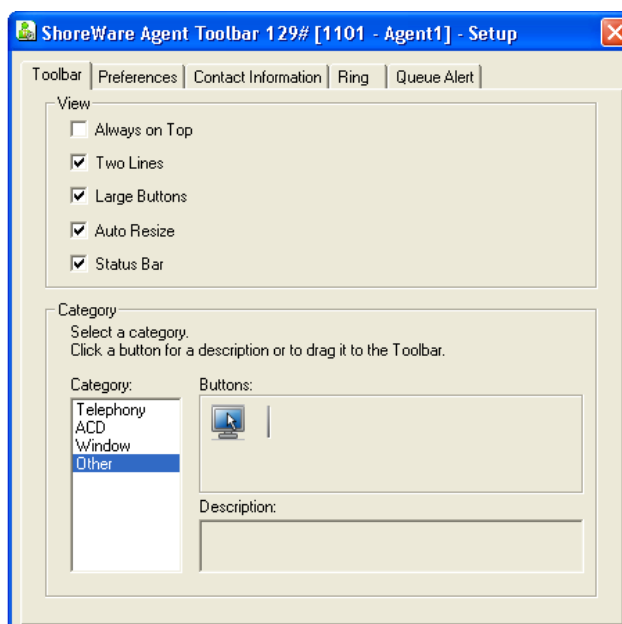 ShoreWare Agent Toolbar 129# [1101 - Agent1] - Setup
Toolbar Preferences Contact Information Ring Queue Alert
View
Always on Top
Two Lines
Large Buttons
Auto Resize
Status Bar
Category
Select a category.
Click a button for a description or to drag it to the Toolbar.
Category:
Telephony
ACD
Window
Other
Buttons:
Description: